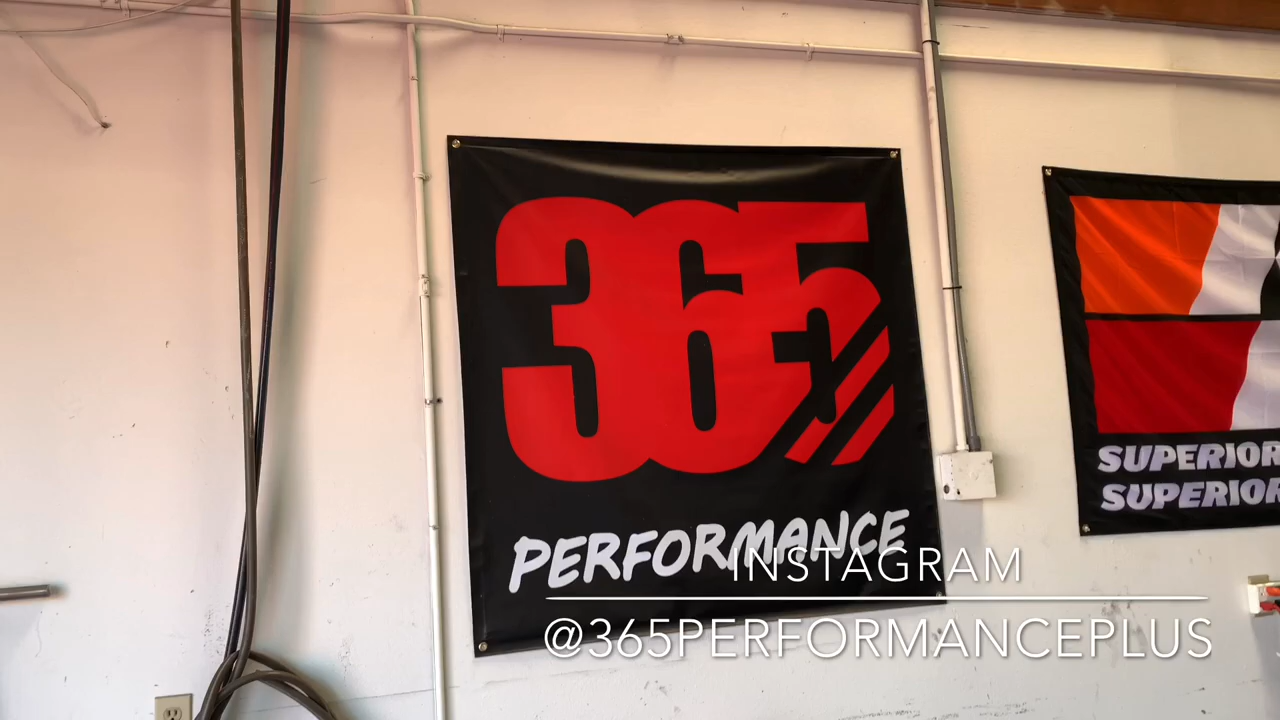 365
PERFORMANCE
SUPERIOR
SUPERIOR
INSTAGRAM
@365PERFORMANCEPLUS